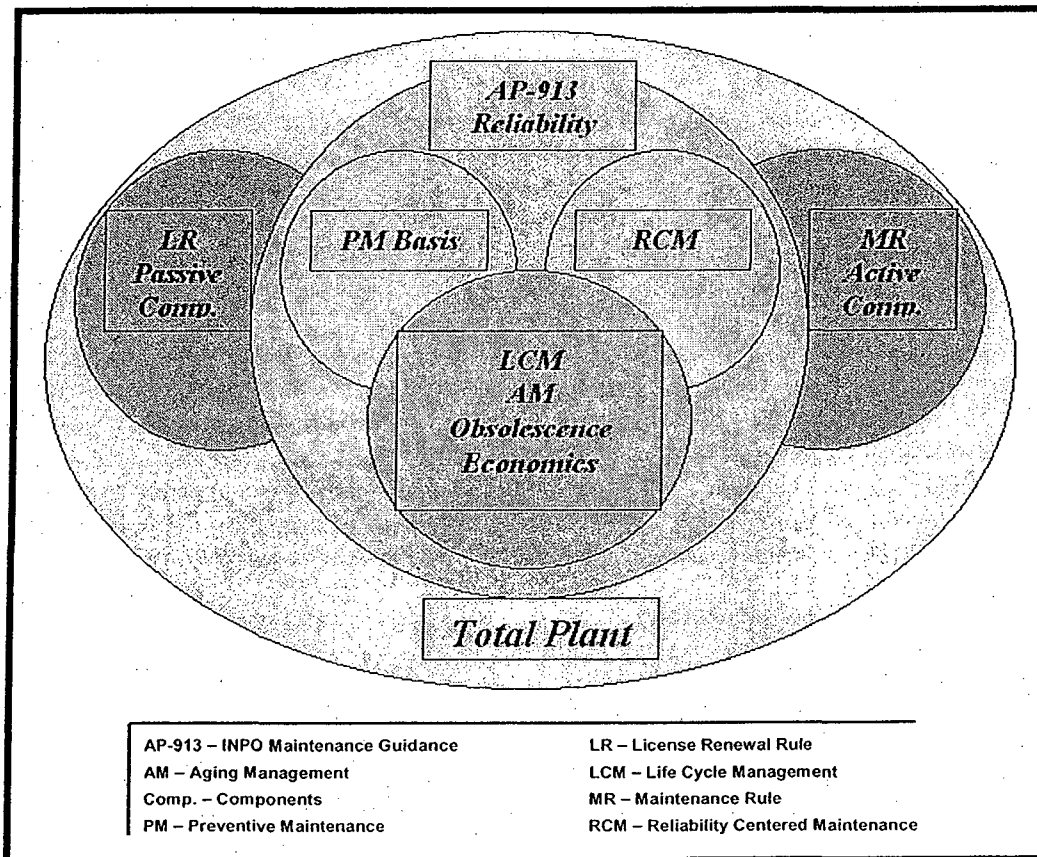 AP-913
Reliability
LR
Passive
Comp.
PM Basis
RCM
MR
Active
Comp.
LCM
AM
Obsolescence
Economics
Total Plant
AP-913 – INPO Maintenance Guidance
AM – Aging Management
Comp. – Components
PM – Preventive Maintenance
LR – License Renewal Rule
LCM – Life Cycle Management
MR – Maintenance Rule
RCM – Reliability Centered Maintenance